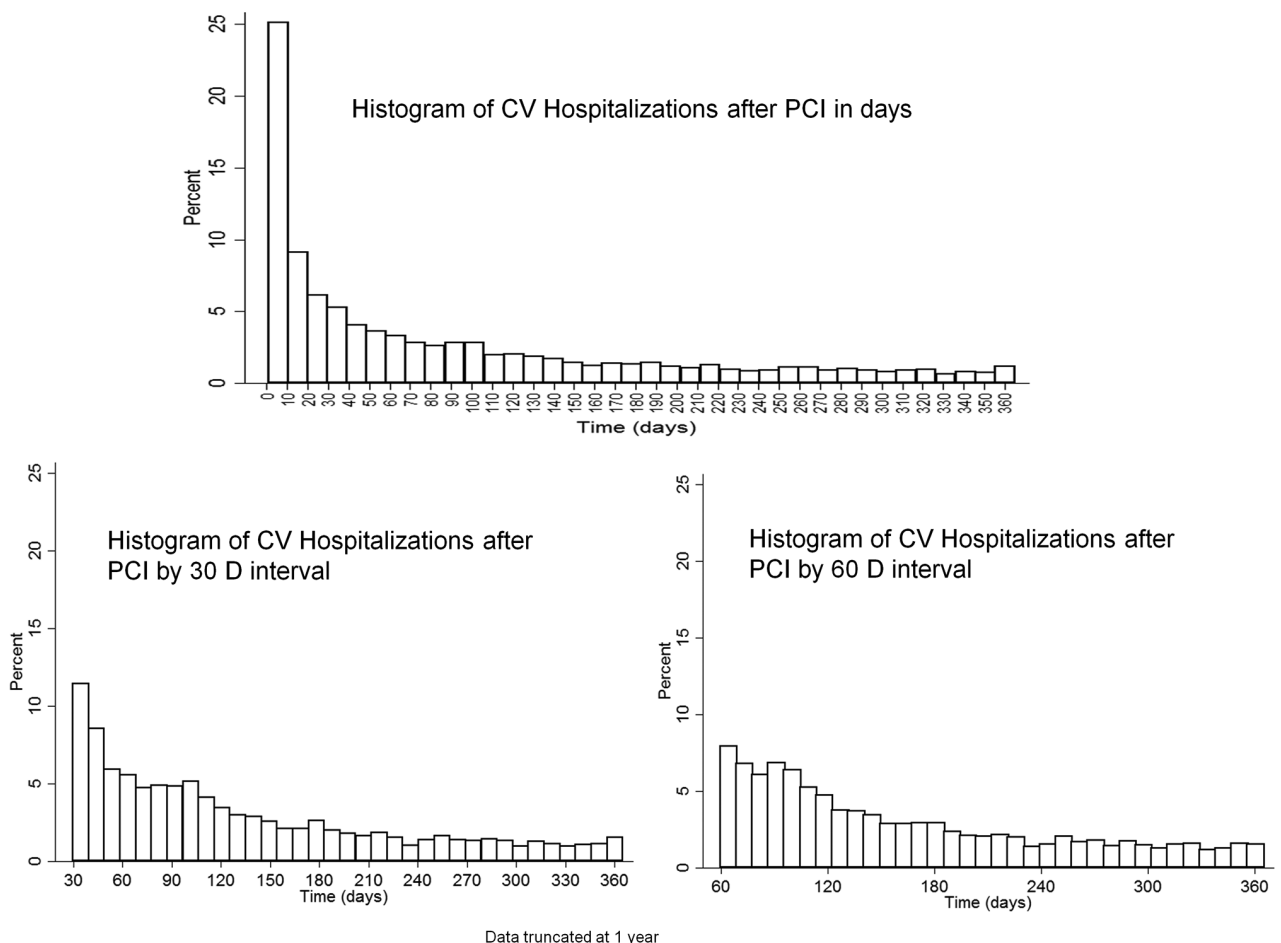 Histogram of CV Hospitalizations after PCI in days
Percent
25
20
15
10
5
0
0 10 20 30 40 50 60 70 80 90 100 110 120 130 140 150 160 170 180 190 200 210 220 230 240 250 260 270 280 290 300 310 320 330 340 350 360
Time (days)
Histogram of CV Hospitalizations after
PCI by 30 D interval
Percent
25
20
15
10
5
0
30 60 90 120 150 180 210 240 270 300 330 360
Time (days)
Histogram of CV Hospitalizations after
PCI by 60 D interval
Percent
25
20
15
10
5
0
60 120 180 240 300 360
Time (days)
Data truncated at 1 year